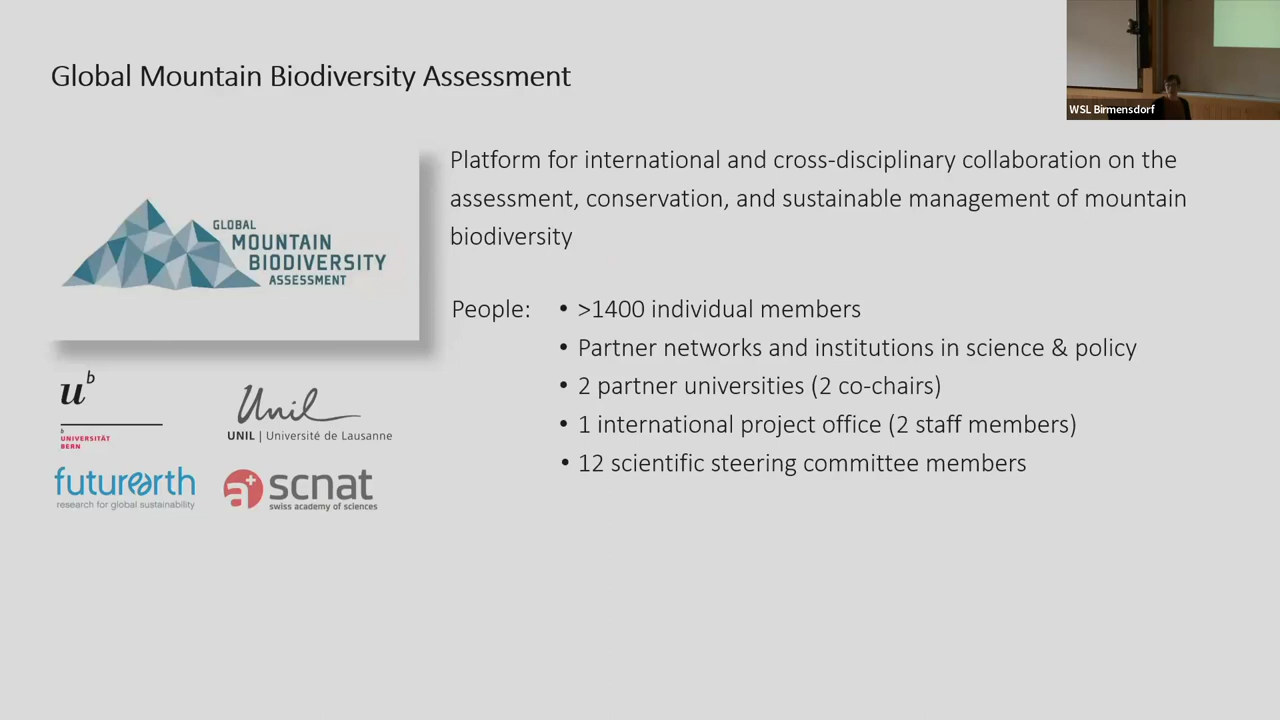 Global Mountain Biodiversity Assessment
WSL Birmensdorf
Platform for international and cross-disciplinary collaboration on the
assessment, conservation, and sustainable management of mountain
biodiversity
GLOBAL
MOUNTAIN
BIODIVERSITY
ASSESSMENT
People:
• >1400 individual members
• Partner networks and institutions in science & policy
• 2 partner universities (2 co-chairs)
• 1 international project office (2 staff members)
• 12 scientific steering committee members
u b
b
UNIVERSITÄT
BERN
Unil
UNIL | Université de Lausanne
futurearth
research for global sustainability
a+ scnat
swiss academy of sciences